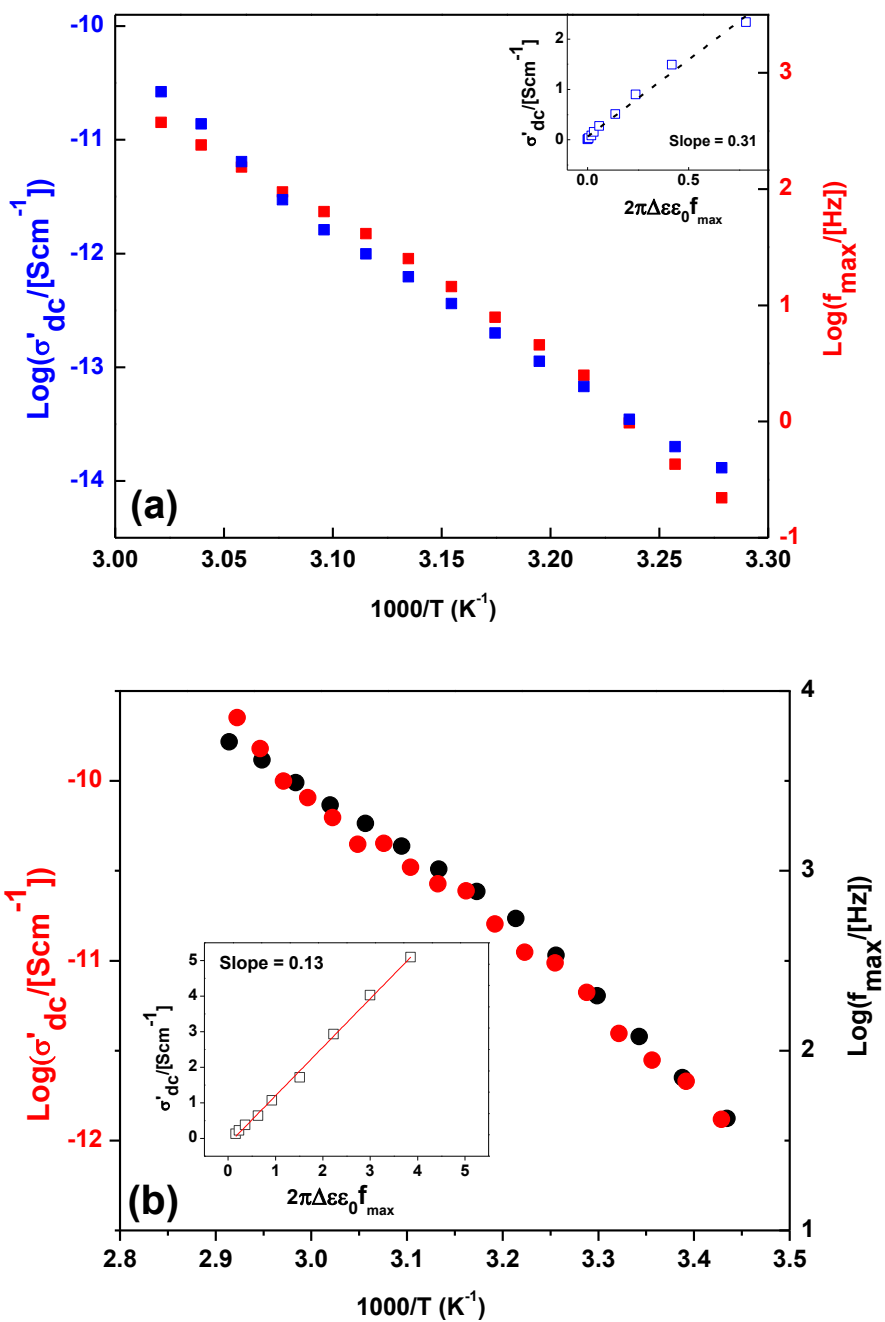 -10
-11
-12
-13
-14
Log(σ'dc/[Scm-1])
3
2
1
0
-1
Log(fmax/[Hz])
2
1
0
σ'dc/[Scm-1]
Slope = 0.31
0.0 0.5
2πΔεε0fmax
(a)
3.00 3.05 3.10 3.15 3.20 3.25 3.30
1000/T (K-1)
-10
-11
-12
Log(σ'dc/[Scm-1])
4
3
2
1
Log(fmax/[Hz])
Slope = 0.13
5
4
3
2
1
0
σ'dc/[Scm-1]
0 1 2 3 4 5
2πΔεε0fmax
(b)
2.8 2.9 3.0 3.1 3.2 3.3 3.4 3.5
1000/T (K-1)